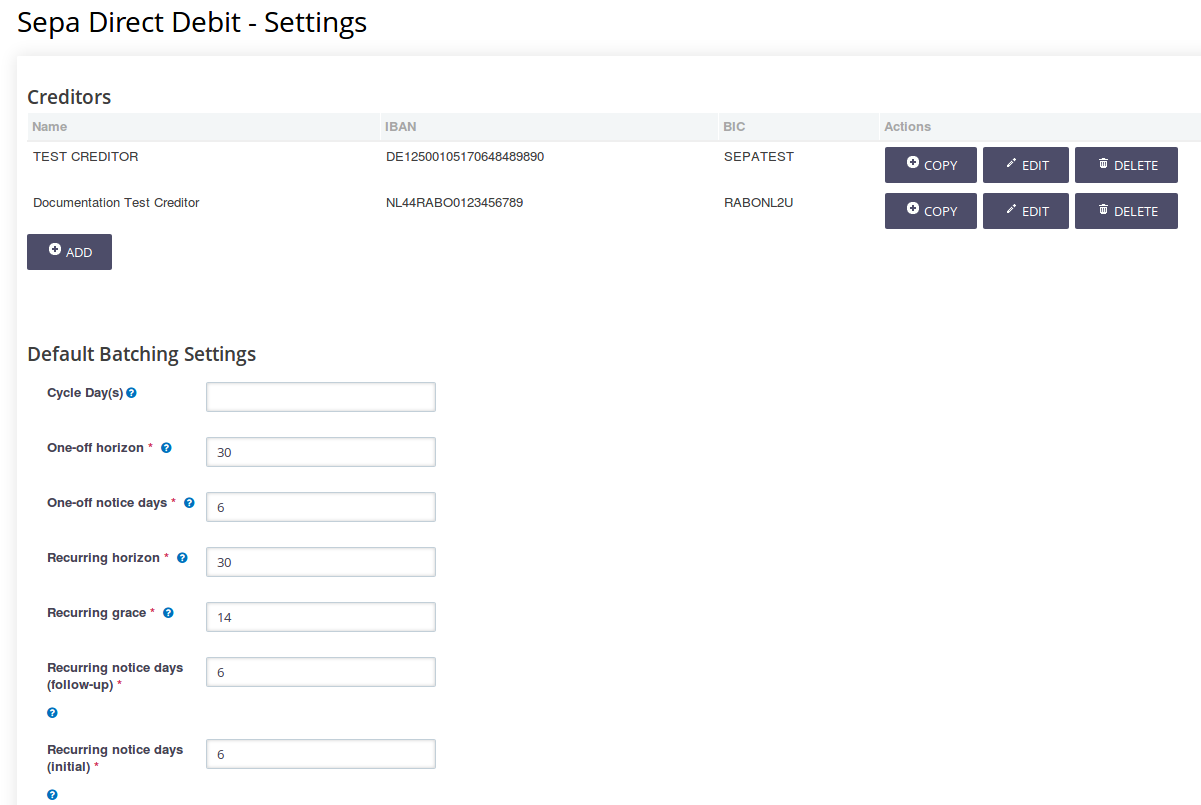 Sepa Direct Debit - Settings
Creditors
Name IBAN BIC Actions
TEST CREDITOR DE12500105170648489890 SEPATEST COPY EDIT DELETE
Documentation Test Creditor NL44RABO0123456789 RABONL2U COPY EDIT DELETE
ADD
Default Batching Settings
Cycle Day(s) ?
One-off horizon * ? 30
One-off notice days * ? 6
Recurring horizon * ? 30
Recurring grace * ? 14
Recurring notice days 6
(follow-up) *
?
Recurring notice days 6
(initial) *
?